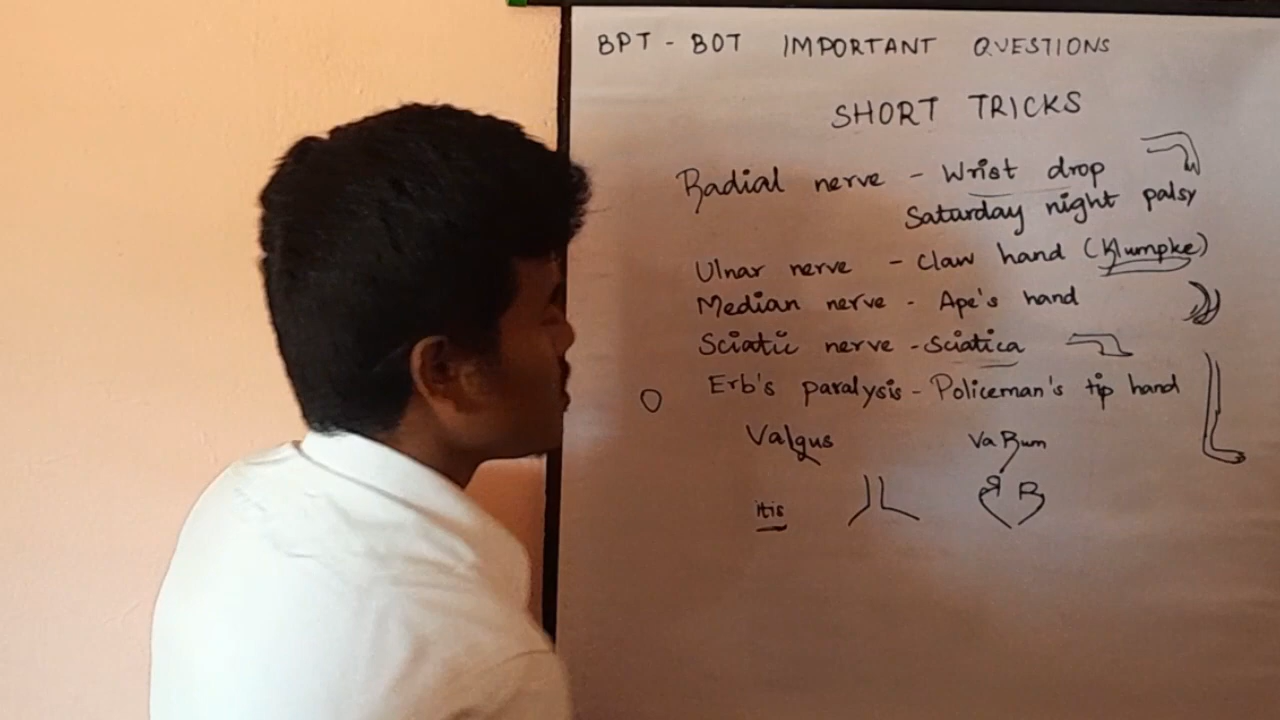 BPT - BOT IMPORTANT QUESTIONS
SHORT TRICKS
Radial nerve - Wrist drop
Saturday night palsy
Ulnar nerve - Claw hand (Klumpke)
Median nerve - Ape's hand
Sciatic nerve - Sciatica
Erb's paralysis - Policeman's tip hand
Valgus VaRum
R R
itis